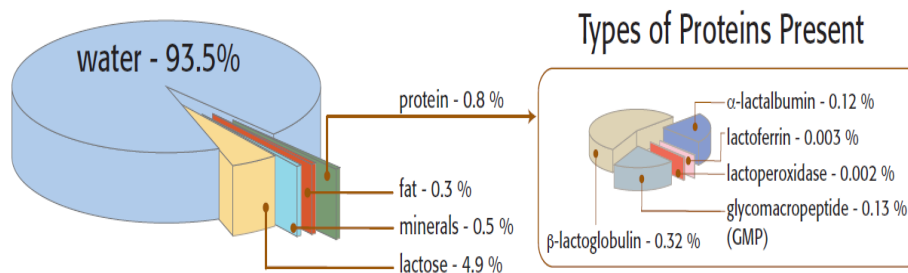 Types of Proteins Present
water - 93.5%
protein - 0.8 %
fat - 0.3 %
minerals - 0.5 %
lactose - 4.9 %
α-lactalbumin - 0.12 %
lactoferrin - 0.003 %
lactoperoxidase - 0.002 %
glycomacropeptide - 0.13 %
(GMP)
β-lactoglobulin - 0.32 %